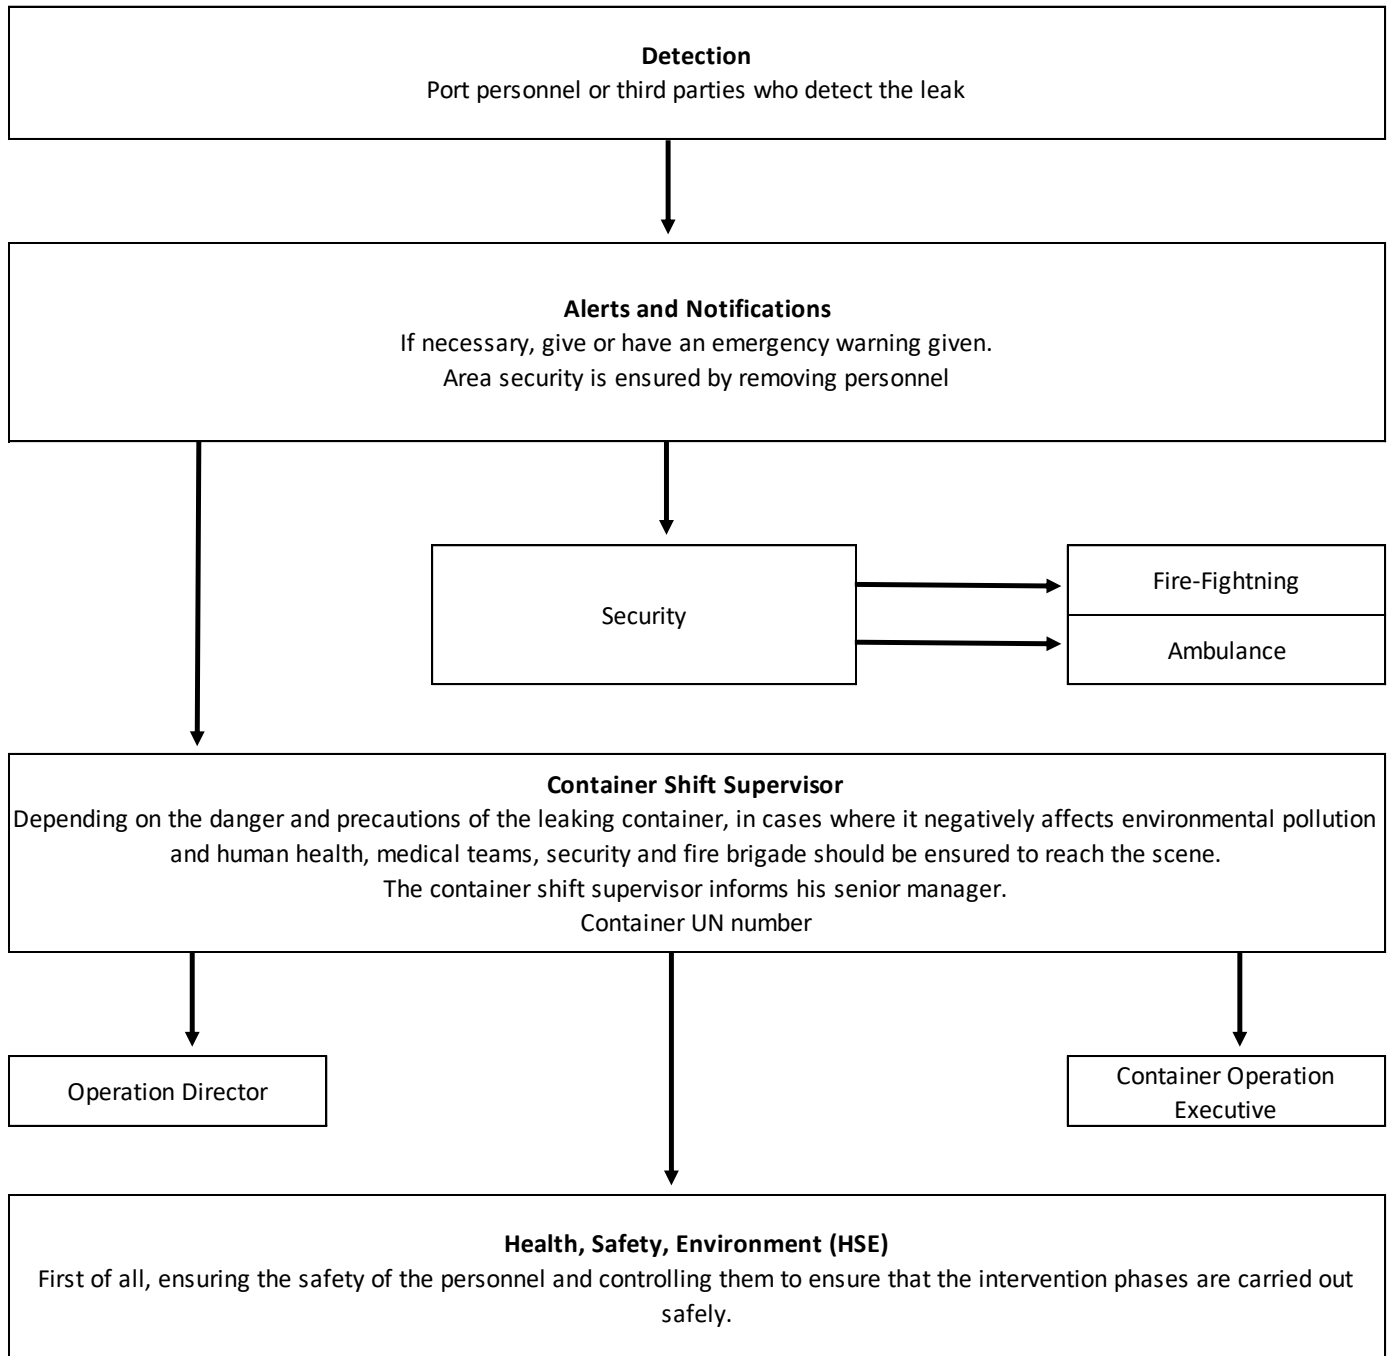 Detection
Port personnel or third parties who detect the leak
Alerts and Notifications
If necessary, give or have an emergency warning given.
Area security is ensured by removing personnel
Security
Fire-Fightning
Ambulance
Container Shift Supervisor
Depending on the danger and precautions of the leaking container, in cases where it negatively affects environmental pollution
and human health, medical teams, security and fire brigade should be ensured to reach the scene.
The container shift supervisor informs his senior manager.
Container UN number
Operation Director
Container Operation
Executive
Health, Safety, Environment (HSE)
First of all, ensuring the safety of the personnel and controlling them to ensure that the intervention phases are carried out
safely.